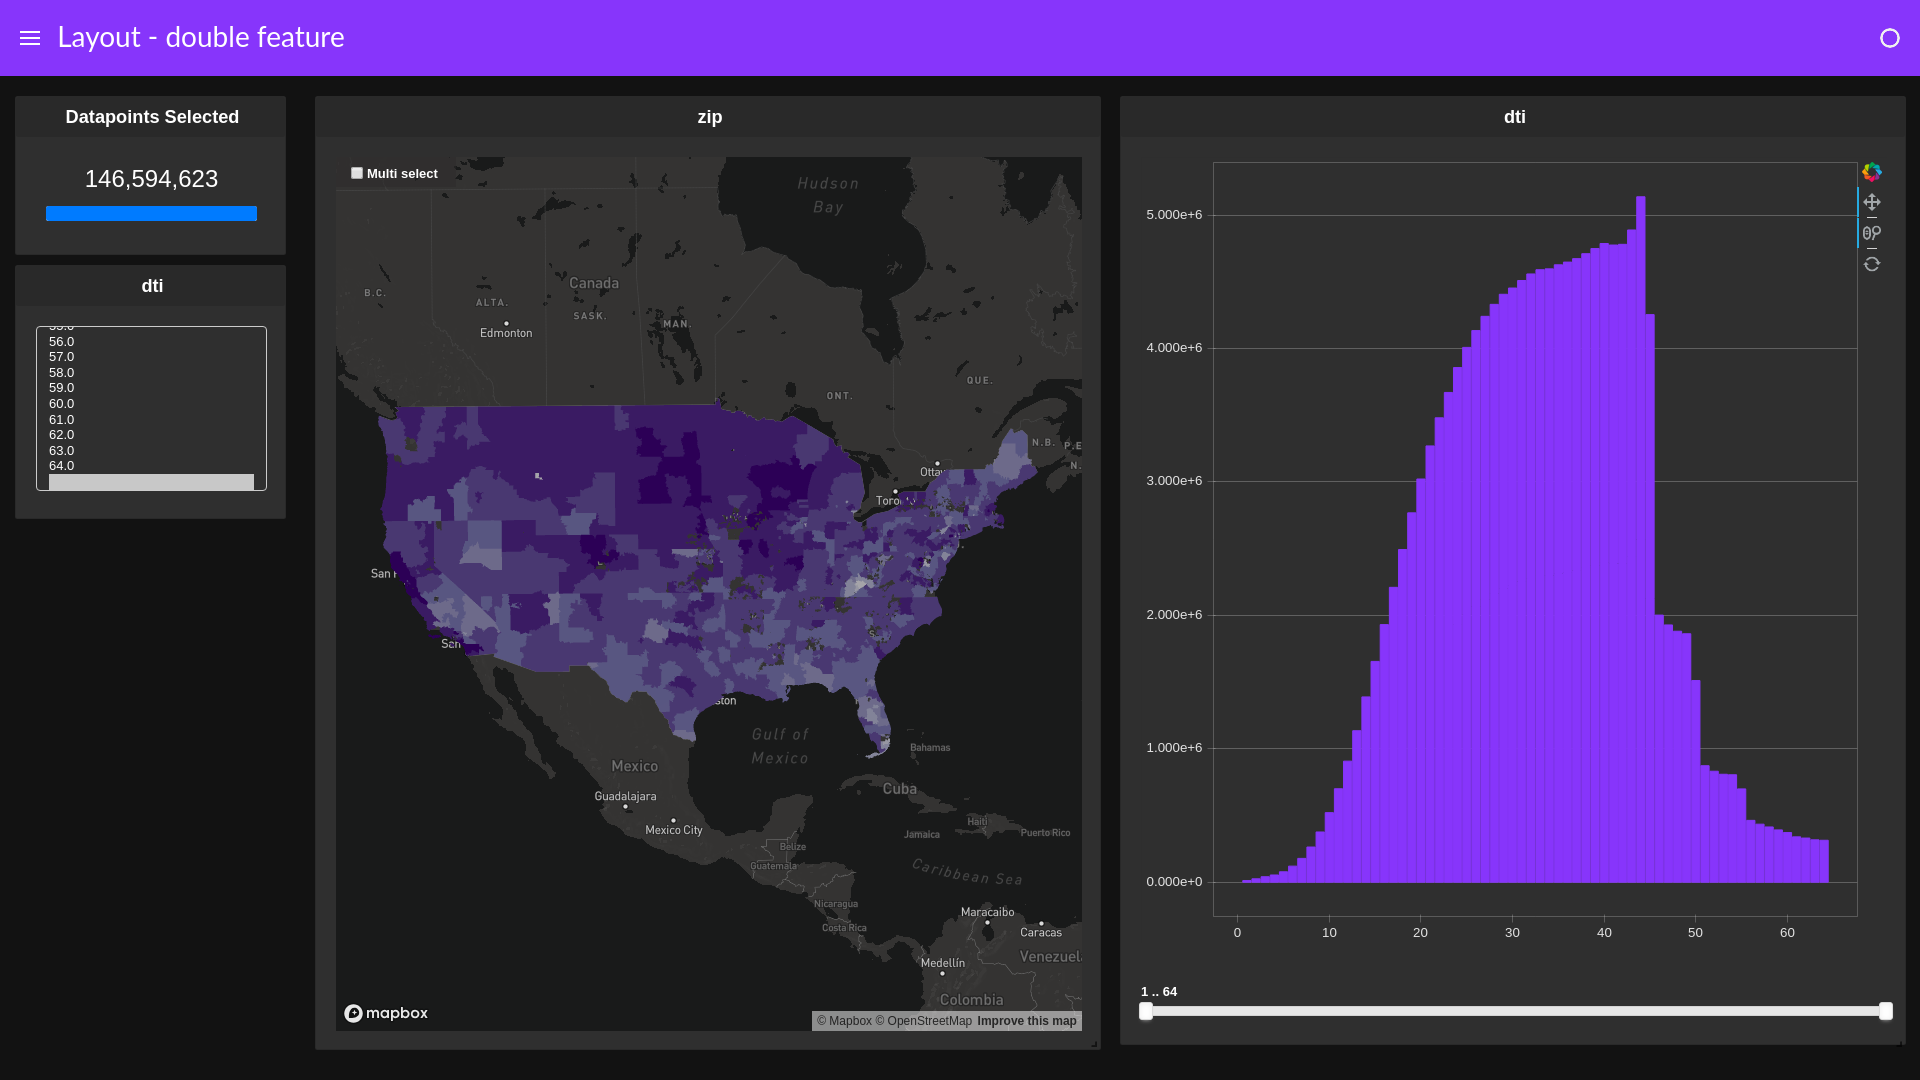 Layout - double feature
Datapoints Selected
146,594,623
dti
55.0
56.0
57.0
58.0
59.0
60.0
61.0
62.0
63.0
64.0
zip
Multi select
Hudson
Bay
Canada
B.C.
ALTA.
SASK.
MAN.
Edmonton
QUE.
ONT.
N.B.
P.E
N.
Otta
Toro
San
San
S.
ston
Gulf of
Mexico
Bahamas
Mexico
Cuba
Guadalajara
Haiti
Mexico City
Jamaica
Puerto Rico
Belize
Guatemala
Caribbean Sea
Nicaragua
Maracaibo
Costa Rica
Caracas
Medellín
Venezuel
Colombia
mapbox
© Mapbox © OpenStreetMap Improve this map
dti
5.000e+6
4.000e+6
3.000e+6
2.000e+6
1.000e+6
0.000e+0
0 10 20 30 40 50 60
1 .. 64